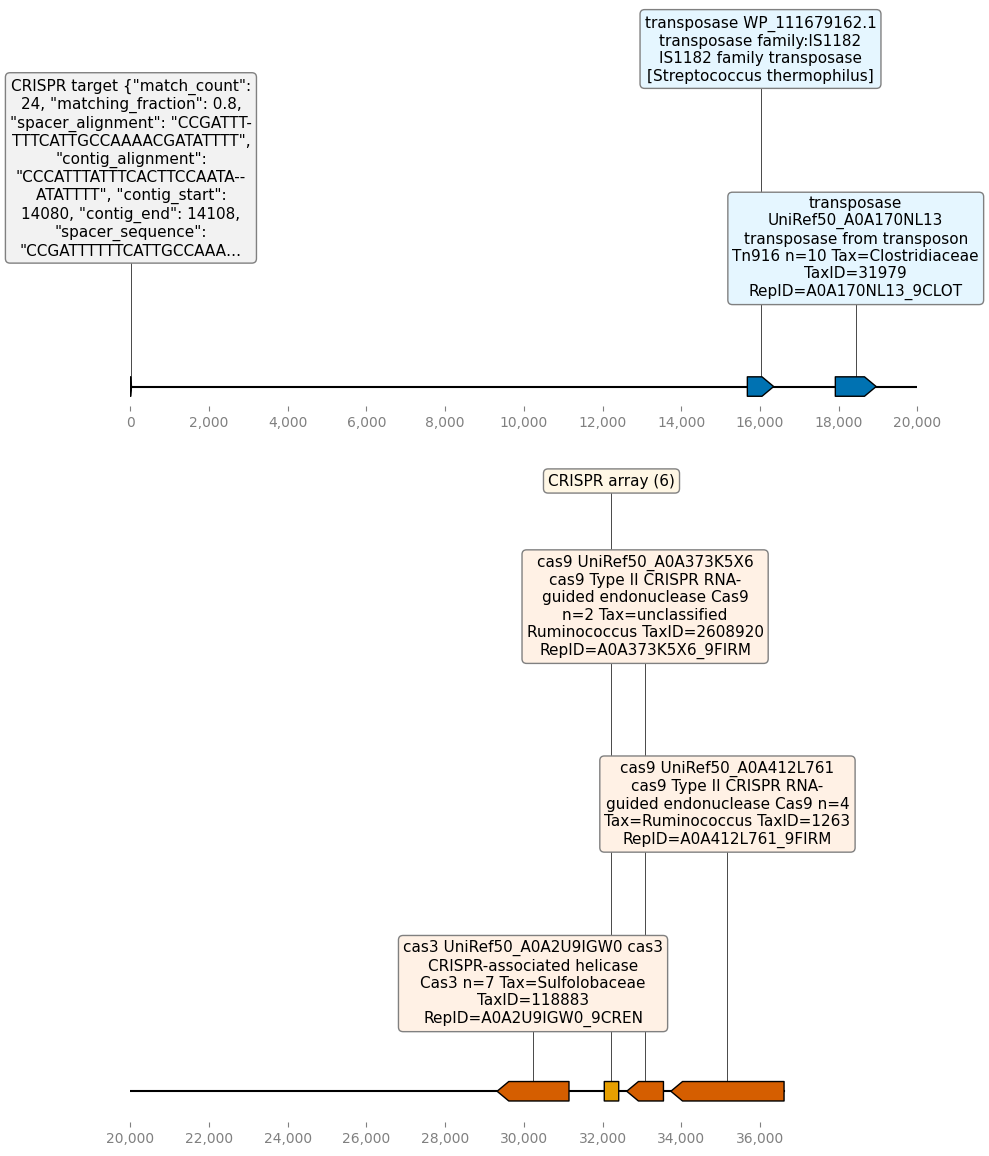 transposase WP_111679162.1
transposase family:IS1182
IS1182 family transposase
[Streptococcus thermophilus]
CRISPR target {"match_count":
24, "matching_fraction": 0.8,
"spacer_alignment": "CCGATTT-
TTTCATTGCCAAAACGATATTTT",
"contig_alignment":
"CCCATTTATTTCACTTCCAATA--
ATATTTT", "contig_start":
14080, "contig_end": 14108,
"spacer_sequence":
"CCGATTTTTTCATTGCCAAA...
transposase
UniRef50_A0A170NL13
transposase from transposon
Tn916 n=10 Tax=Clostridiaceae
TaxID=31979
RepID=A0A170NL13_9CLOT
0 2,000 4,000 6,000 8,000 10,000 12,000 14,000 16,000 18,000 20,000
CRISPR array (6)
cas9 UniRef50_A0A373K5X6
cas9 Type II CRISPR RNA-
guided endonuclease Cas9
n=2 Tax=unclassified
Ruminococcus TaxID=2608920
RepID=A0A373K5X6_9FIRM
cas9 UniRef50_A0A412L761
cas9 Type II CRISPR RNA-
guided endonuclease Cas9 n=4
Tax=Ruminococcus TaxID=1263
RepID=A0A412L761_9FIRM
cas3 UniRef50_A0A2U9IGW0 cas3
CRISPR-associated helicase
Cas3 n=7 Tax=Sulfolobaceae
TaxID=118883
RepID=A0A2U9IGW0_9CREN
20,000 22,000 24,000 26,000 28,000 30,000 32,000 34,000 36,000